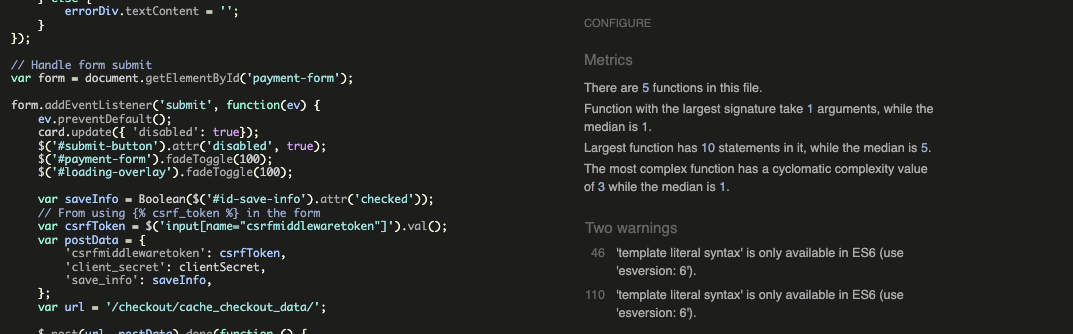 } else {
errorDiv.textContent = '';
}
});
// Handle form submit
var form = document.getElementById('payment-form');
form.addEventListener('submit', function(ev) {
ev.preventDefault();
card.update({ 'disabled': true});
$('#submit-button').attr('disabled', true);
$('#payment-form').fadeToggle(100);
$('#loading-overlay').fadeToggle(100);
var saveInfo = Boolean($('#id-save-info').attr('checked'));
// From using {% csrf_token %} in the form
var csrfToken = $('input[name="csrfmiddlewaretoken"]').val();
var postData = {
'csrfmiddlewaretoken': csrfToken,
'client_secret': clientSecret,
'save_info': saveInfo,
};
var url = '/checkout/cache_checkout_data/';
$.post(url, postData).done(function () {
CONFIGURE
Metrics
There are 5 functions in this file.
Function with the largest signature take 1 arguments, while the
median is 1.
Largest function has 10 statements in it, while the median is 5.
The most complex function has a cyclomatic complexity value
of 3 while the median is 1.
Two warnings
46 'template literal syntax' is only available in ES6 (use
'esversion: 6').
110 'template literal syntax' is only available in ES6 (use
'esversion: 6').